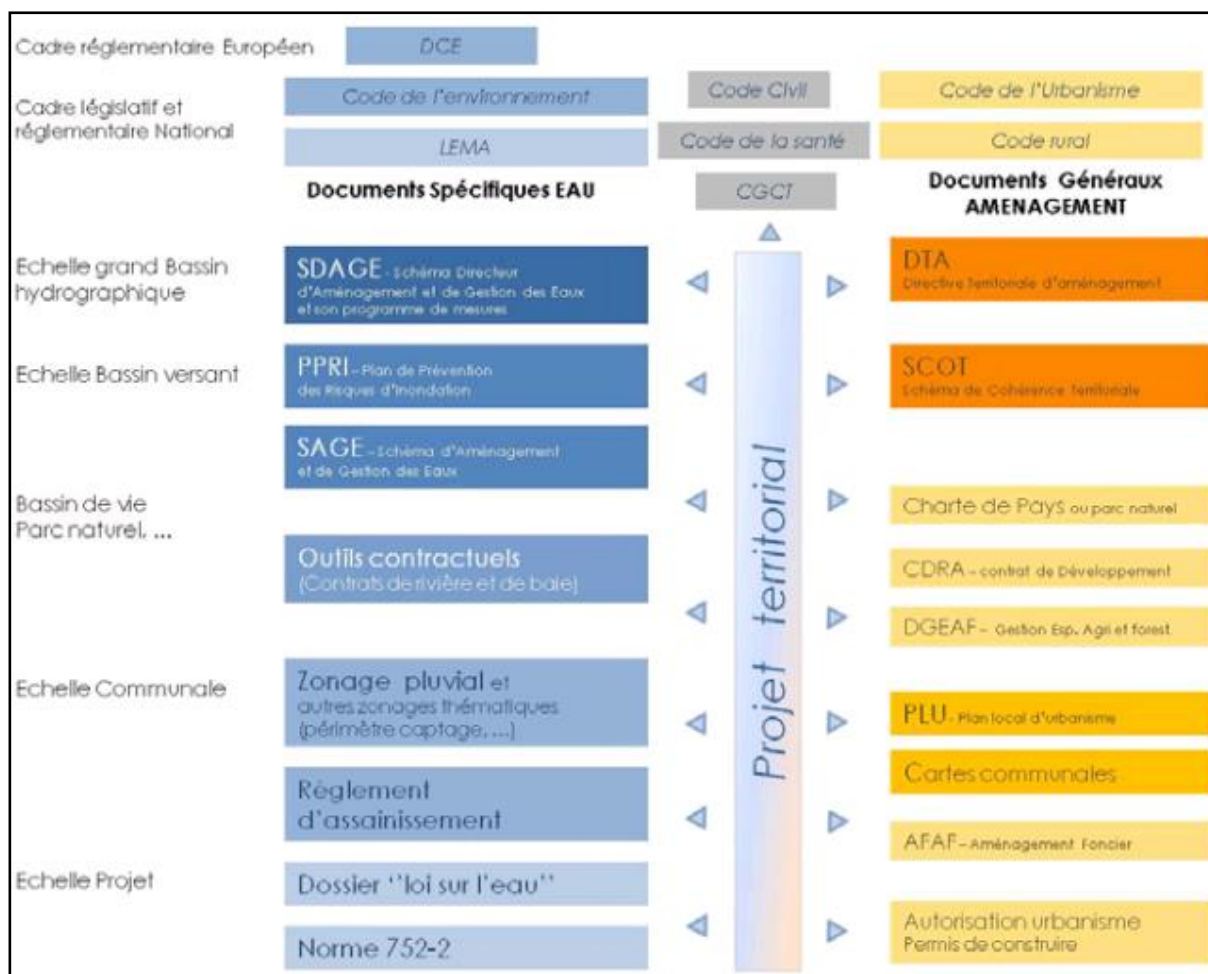 Cadre réglementaire Européen
DCE
Cadre législatif et
réglementaire National
Code de l'environnement
Code Civil
Code de l'Urbanisme
LEMA
Code de la santé
Code rural
Documents Spécifiques EAU
CGCT
Documents Généraux
AMENAGEMENT
Echelle grand Bassin
hydrographique
SDAGE - Schéma Directeur
d'Aménagement et de Gestion des Eaux
et son programme de mesures
DTA
Directive Territoriale d'aménagement
Echelle Bassin versant
PPRI - Plan de Prévention
des Risques d'Inondation
SCOT
Schéma de Cohérence Territoriale
SAGE - Schéma d'Aménagement
et de Gestion des Eaux
Projet territorial
Bassin de vie
Parc naturel, ...
Charte de Pays ou parc naturel
Outils contractuels
(Contrats de rivière et de baie)
CDRA - contrat de Développement
DGEAF - Gestion Esp. Agri et forest.
Echelle Communale
Zonage pluvial et
autres zonages thématiques
(périmètre captage, ...)
PLU - Plan local d'urbanisme
Cartes communales
Règlement
d'assainissement
AFAF - Aménagement Foncier
Echelle Projet
Dossier ''loi sur l'eau''
Norme 752-2
Autorisation urbanisme
Permis de construire